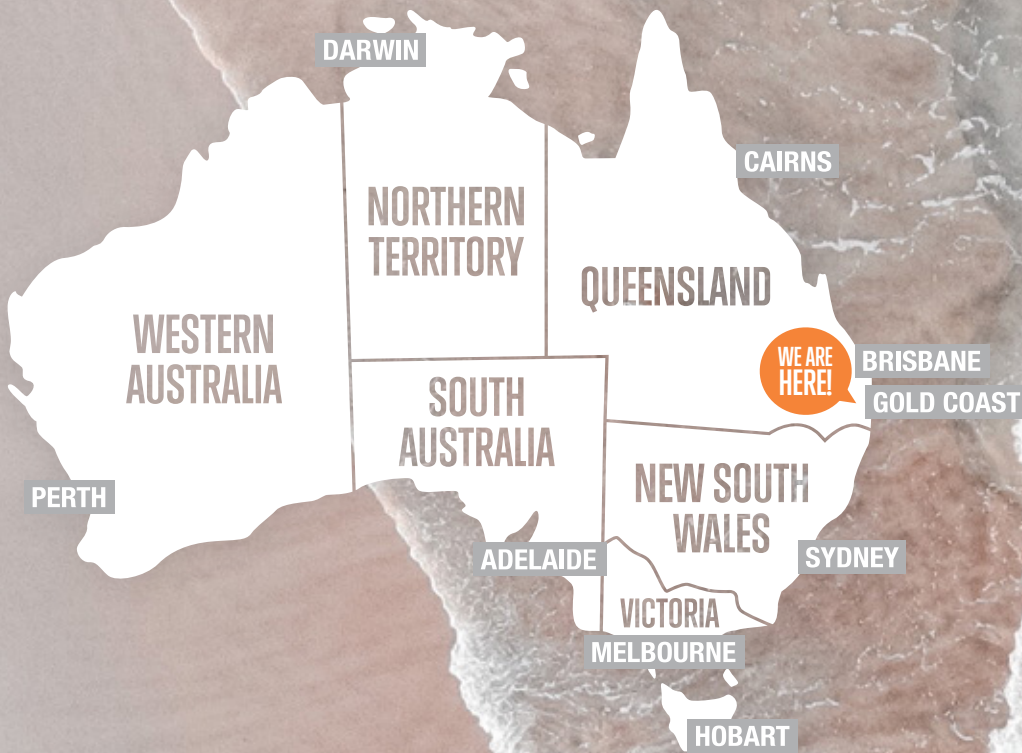 DARWIN
CAIRNS
NORTHERN
TERRITORY
QUEENSLAND
WESTERN
AUSTRALIA
WE ARE
HERE!
BRISBANE
GOLD COAST
SOUTH
AUSTRALIA
NEW SOUTH
WALES
PERTH
ADELAIDE
SYDNEY
VICTORIA
MELBOURNE
HOBART